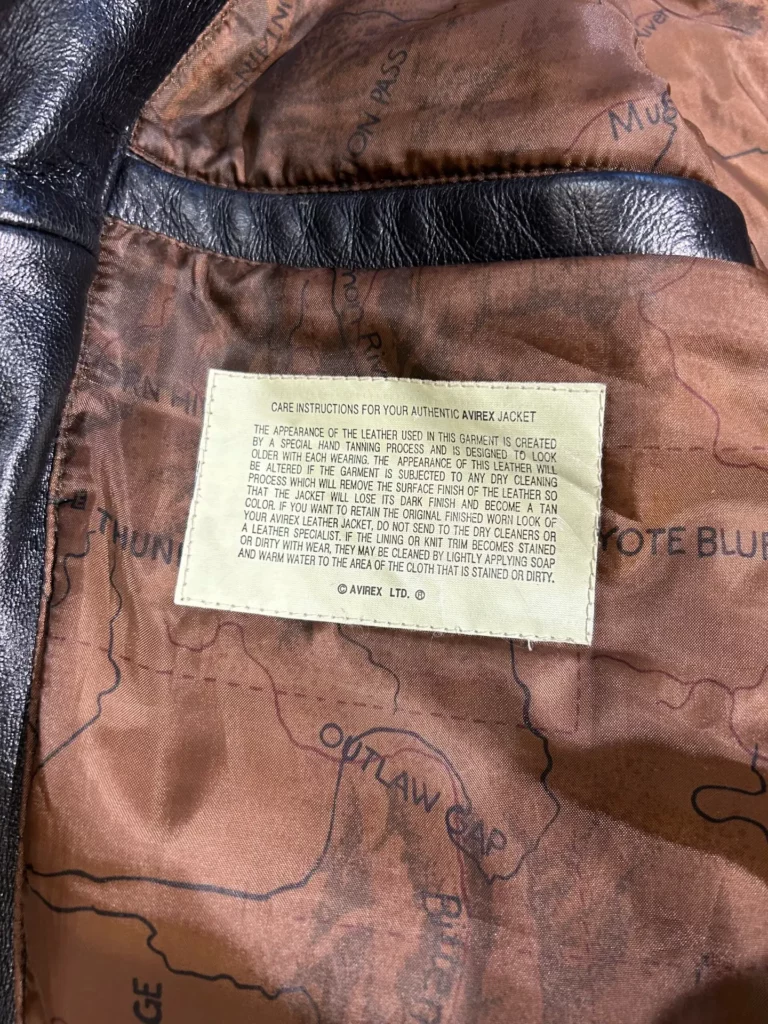 ON PASS
Mus
CARE INSTRUCTIONS FOR YOUR AUTHENTIC AVIREX JACKET
THE APPEARANCE OF THE LEATHER USED IN THIS GARMENT IS CREATED
BY A SPECIAL HAND TANNING PROCESS AND IS DESIGNED TO LOOK
OLDER WITH EACH WEARING. THE APPEARANCE OF THIS LEATHER WILL
BE ALTERED IF THE GARMENT IS SUBJECTED TO ANY DRY CLEANING
PROCESS WHICH WILL REMOVE THE SURFACE FINISH OF THE LEATHER SO
THAT THE JACKET WILL LOSE ITS DARK FINISH AND BECOME A TAN
COLOR. IF YOU WANT TO RETAIN THE ORIGINAL FINISHED WORN LOOK OF
YOUR AVIREX LEATHER JACKET, DO NOT SEND TO THE DRY CLEANERS OR
A LEATHER SPECIALIST. IF THE LINING OR KNIT TRIM BECOMES STAINED
OR DIRTY WITH WEAR, THEY MAY BE CLEANED BY LIGHTLY APPLYING SOAP
AND WARM WATER TO THE AREA OF THE CLOTH THAT IS STAINED OR DIRTY.
© AVIREX LTD. ®
THUN
YOTE BLUE
OUTLAW GAP
Bitter
GE